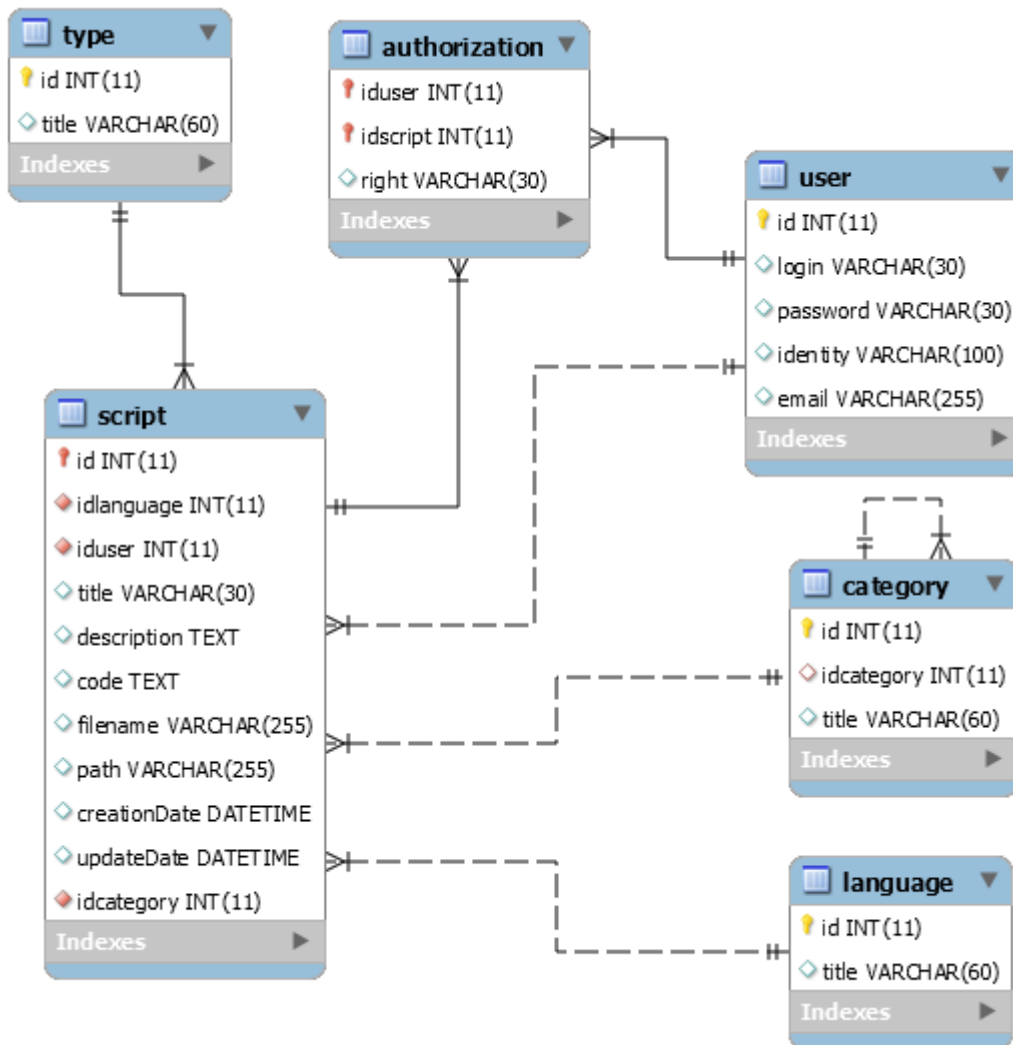 type
id INT(11)
title VARCHAR(60)
Indexes
authorization
iduser INT(11)
idscript INT(11)
right VARCHAR(30)
Indexes
user
id INT(11)
login VARCHAR(30)
password VARCHAR(30)
identity VARCHAR(100)
email VARCHAR(255)
Indexes
script
id INT(11)
idlanguage INT(11)
iduser INT(11)
title VARCHAR(30)
description TEXT
code TEXT
filename VARCHAR(255)
path VARCHAR(255)
creationDate DATETIME
updateDate DATETIME
idcategory INT(11)
Indexes
category
id INT(11)
idcategory INT(11)
title VARCHAR(60)
Indexes
language
id INT(11)
title VARCHAR(60)
Indexes